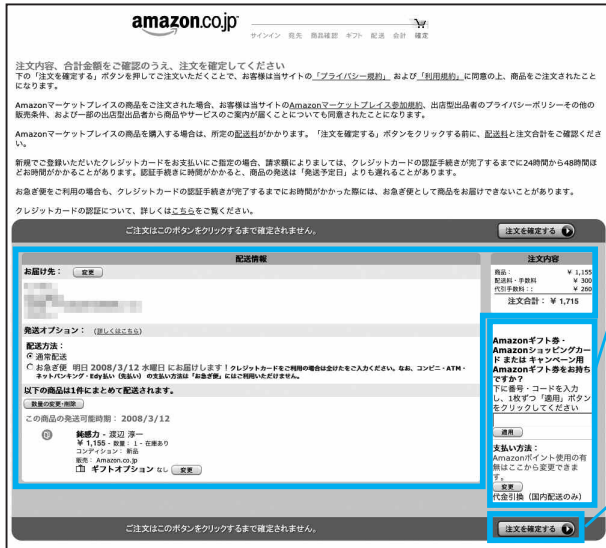 amazon.co.jp
サインイン 宛先 商品確認 ギフト 配送 会計 確定
注文内容、合計金額をご確認のうえ、注文を確定してください
下の「注文を確定する」ボタンを押してご注文いただくことで、お客様は当サイトの「プライバシー規約」 および「利用規約」に同意の上、商品をご注文されたこと
になります。
Amazonマーケットプレイスの商品をご注文された場合、お客様は当サイトのAmazonマーケットプレイス参加規約、出店型出品者のプライバシーポリシーその他の
販売条件、および一部の出店型出品者から商品やサービスのご案内が届くことについても同意されたことになります。
Amazonマーケットプレイスの商品を購入する場合は、所定の配送料がかかります。「注文を確定する」ボタンをクリックする前に、配送料と注文合計をご確認くださ
い。
新規でご登録いただいたクレジットカードをお支払いにご指定の場合、請求額によりましては、クレジットカードの認証手続きが完了するまでに24時間から48時間ほ
どお時間がかかることがあります。認証手続きに時間がかかると、商品の発送は「発送予定日」よりも遅れることがあります。
お急ぎ便をご利用の場合も、クレジットカードの認証手続きが完了するまでにお時間がかかった際には、お急ぎ便として商品をお届けできないことがあります。
クレジットカードの認証について、詳しくはこちらをご覧ください。
ご注文はこのボタンをクリックするまで確定されません。 注文を確定する
配送情報
お届け先： 変更
発送オプション： (詳しくはこちら)
配送方法：
通常配送
お急ぎ便 明日 2008/3/12 水曜日 にお届けします！クレジットカードをご利用の場合は全けたをご入力ください。なお、コンビニ・ATM・
ネットバンキング・Edy払い（先払い） の支払い方法は「お急ぎ便」にはご利用いただけません。
以下の商品は1件にまとめて配送されます。
数量の変更・削除
この商品の発送可能時期： 2008/3/12
鈍感力 - 渡辺 淳一
¥ 1,155 - 数量： 1 - 在庫あり
コンディション： 新品
販売： Amazon.co.jp
ギフトオプション なし 変更
注文内容
商品： ¥ 1,155
配送料・手数料 ¥ 300
代引手数料：： ¥ 260
注文合計： ¥ 1,715
Amazonギフト券・
Amazonショッピングカー
ド または キャンペーン用
Amazonギフト券をお持ち
ですか？
下に番号・コードを入力
し、1枚ずつ「適用」ボタン
をクリックしてください
適用
支払い方法：
Amazonポイント使用の有
無はここから変更できま
す。
変更
代金引換（国内配送のみ）
ご注文はこのボタンをクリックするまで確定されません。 注文を確定する